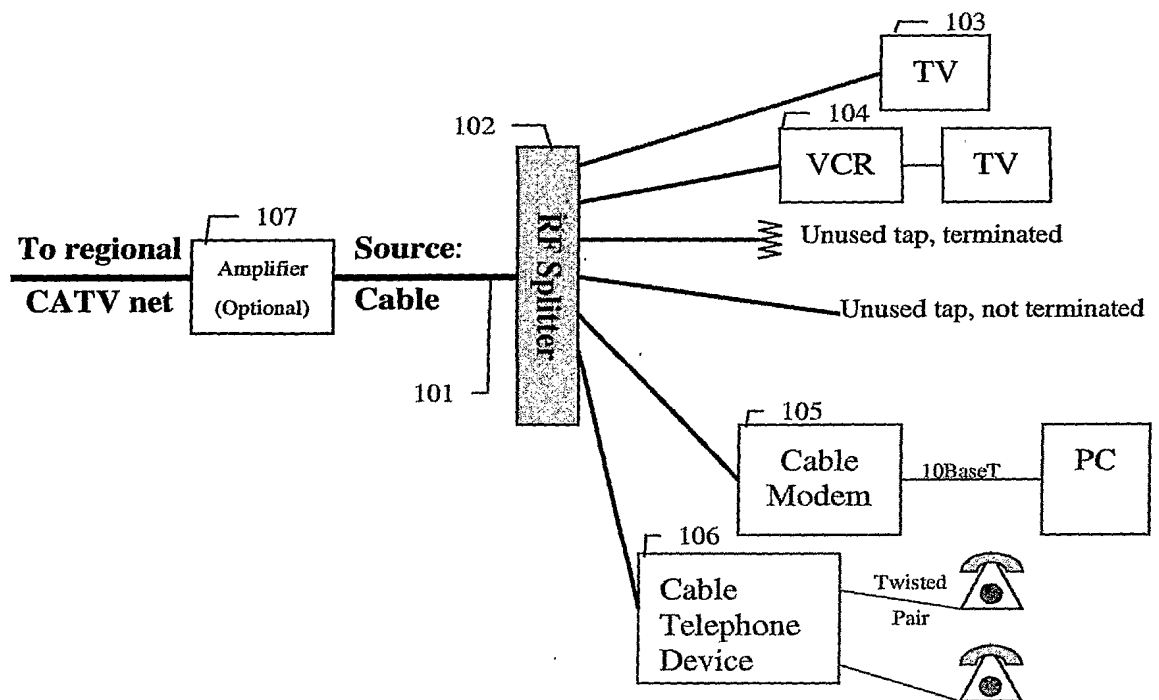 103
TV
102
104
VCR
TV
107
To regional
Amplifier
(Optional)
CATV net
Source:
Cable
RF Splitter
Unused tap, terminated
Unused tap, not terminated
101
105
Cable
Modem
10BaseT
PC
106
Cable
Telephone
Device
Twisted
Pair